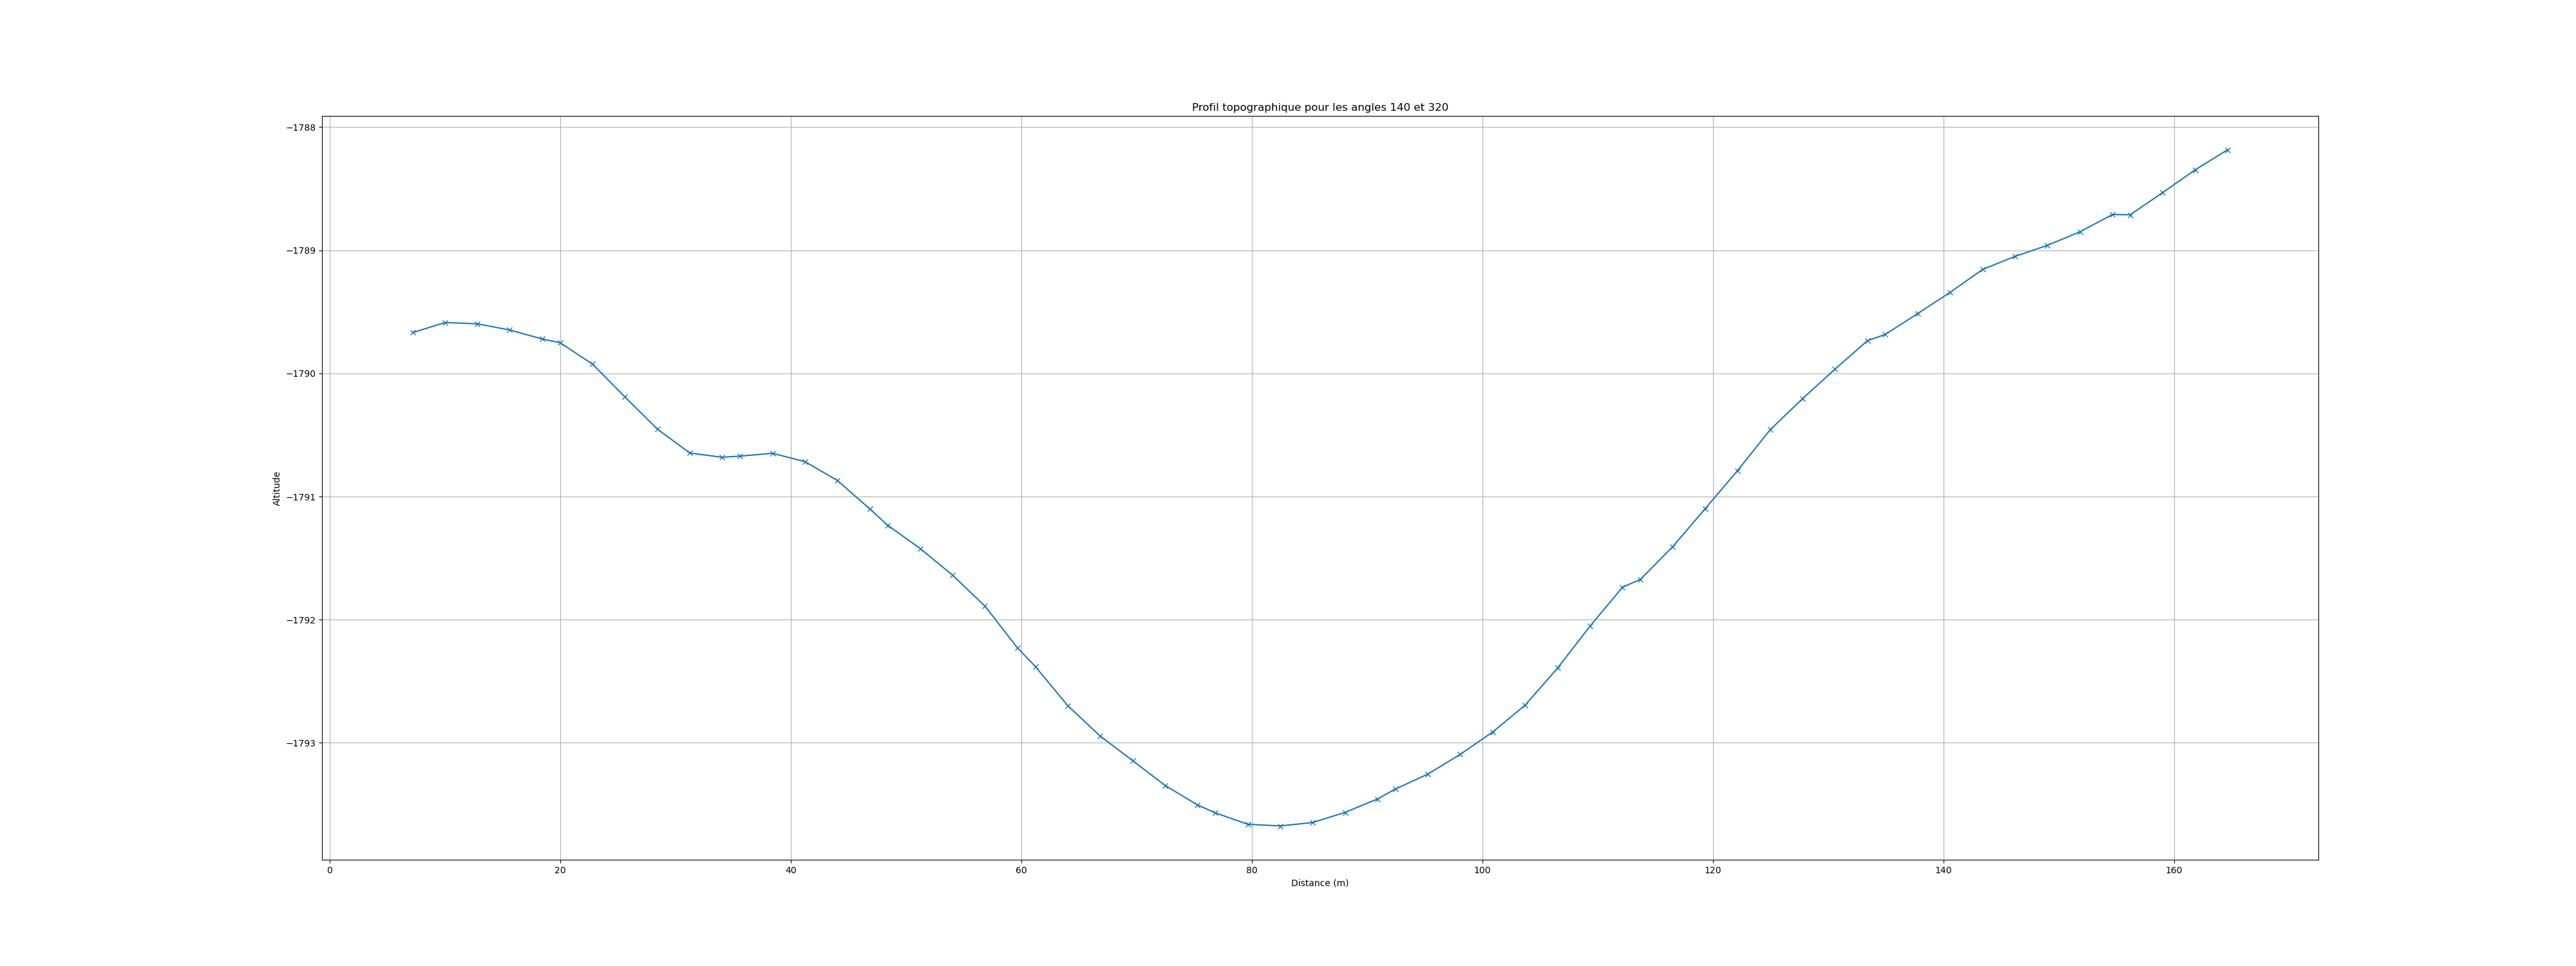 Profil topographique pour les angles 140 et 320
−1788
−1789
−1790
−1791
−1792
−1793
Altitude
0 20 40 60 80 100 120 140 160
Distance (m)